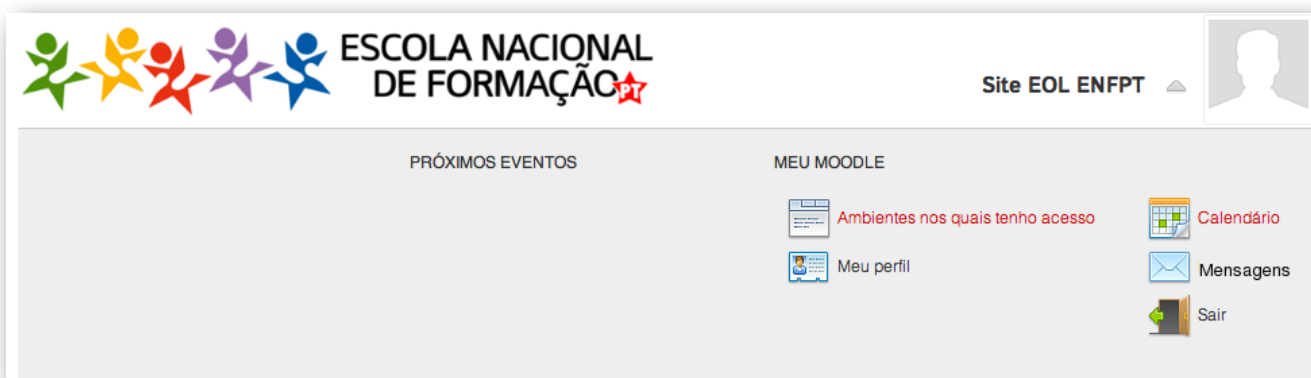 ESCOLA NACIONAL
DE FORMAÇÃO PT
Site EOL ENFPT
PRÓXIMOS EVENTOS
MEU MOODLE
Ambientes nos quais tenho acesso
Calendário
Meu perfil
Mensagens
Sair